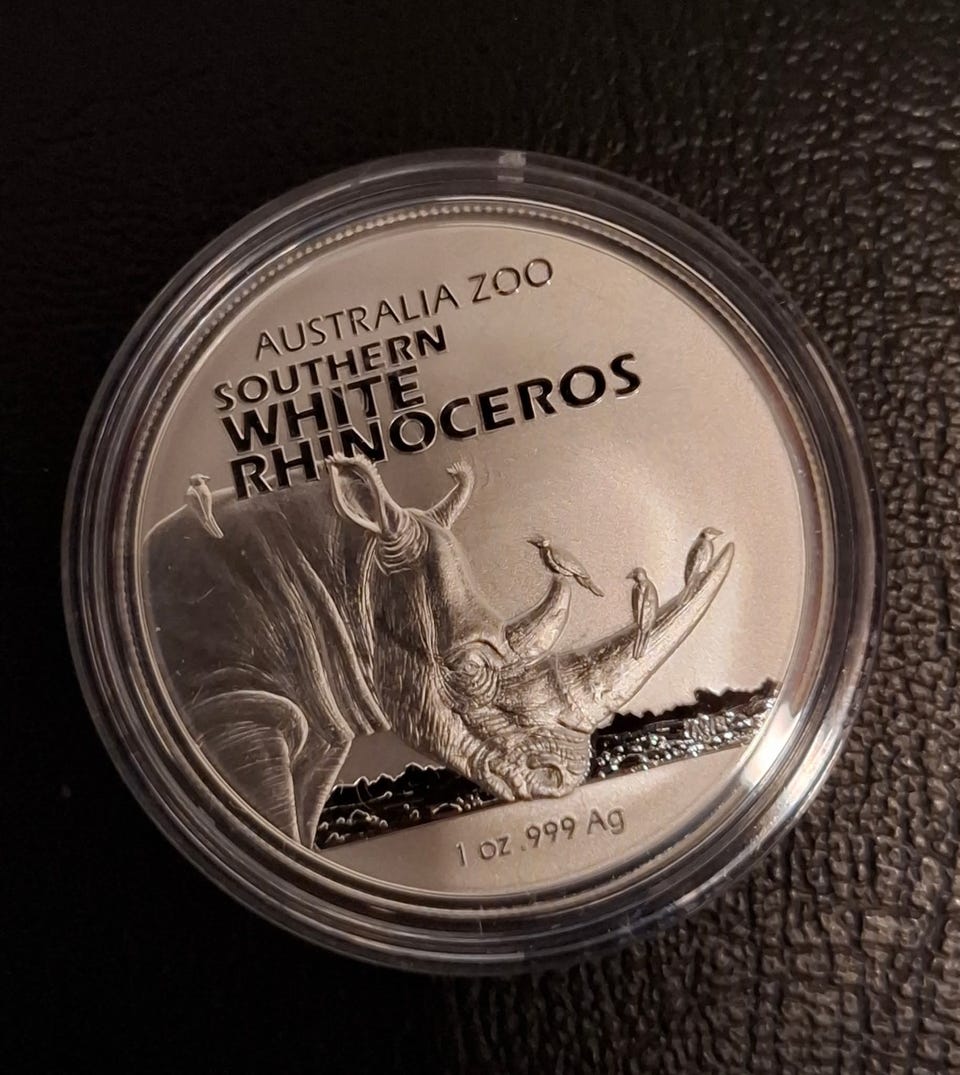 AUSTRALIA ZOO
SOUTHERN
WHITE
RHINOCEROS
1 oz .999 Ag